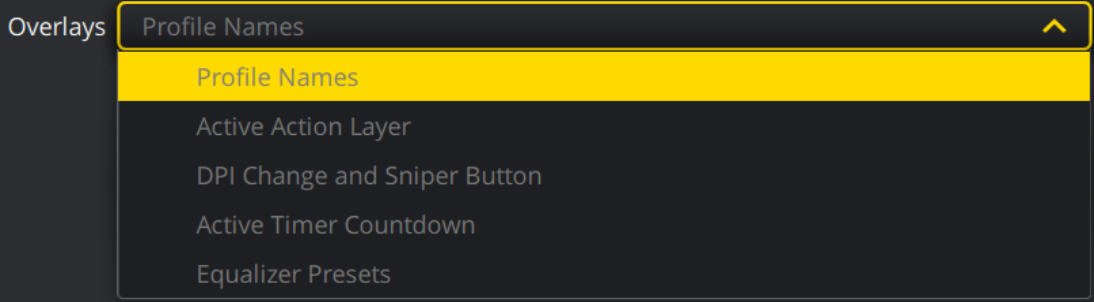 Overlays Profile Names
Profile Names
Active Action Layer
DPI Change and Sniper Button
Active Timer Countdown
Equalizer Presets